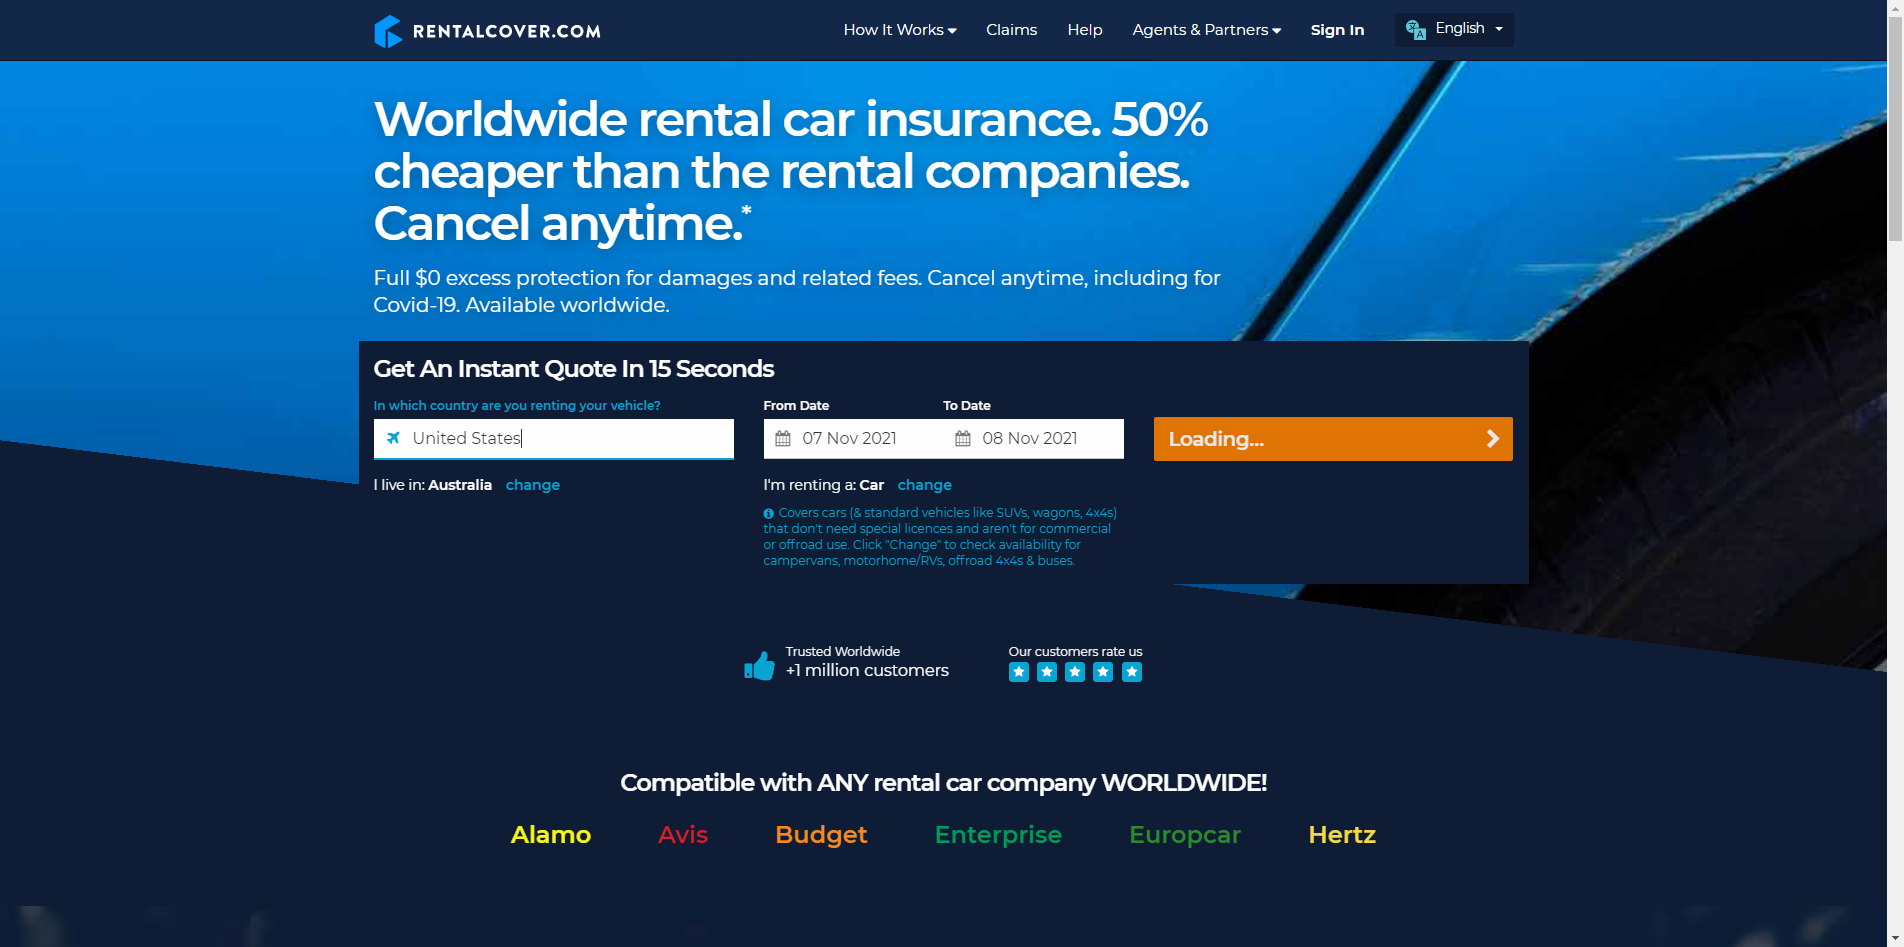 RENTALCOVER.COM
How It Works
Claims
Help
Agents & Partners
Sign In
English
Worldwide rental car insurance. 50%
cheaper than the rental companies.
Cancel anytime.*
Full $0 excess protection for damages and related fees. Cancel anytime, including for
Covid-19. Available worldwide.
Get An Instant Quote In 15 Seconds
In which country are you renting your vehicle?
United States
From Date
To Date
07 Nov 2021
08 Nov 2021
Loading...
I live in: Australia change
I'm renting a: Car change
Covers cars (& standard vehicles like SUVs, wagons, 4x4s)
that don't need special licences and aren't for commercial
or offroad use. Click "Change" to check availability for
campervans, motorhome/RVs, offroad 4x4s & buses.
Trusted Worldwide
+1 million customers
Our customers rate us
Compatible with ANY rental car company WORLDWIDE!
Alamo
Avis
Budget
Enterprise
Europcar
Hertz